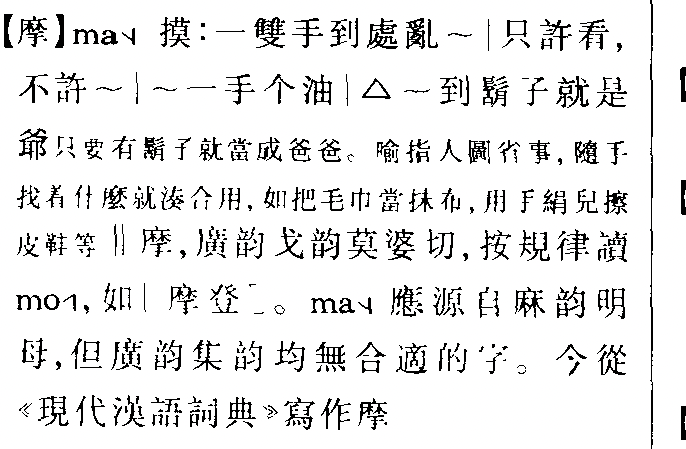 【摩】ma˨˩ 摸：一雙手到處亂～｜只許看，
不許～｜～一手个油｜△～到鬍子就是
爺只要有鬍子就當成爸爸。喻指人圖省事，隨手
找着什麼就湊合用，如把毛巾當抹布，用手絹兒擦
皮鞋等‖摩，廣韵戈韵莫婆切，按規律讀
mo˧，如｜摩登｣。ma˨˩ 應源自麻韵明
母，但廣韵集韵均無合適的字。今從
《現代漢語詞典》寫作摩